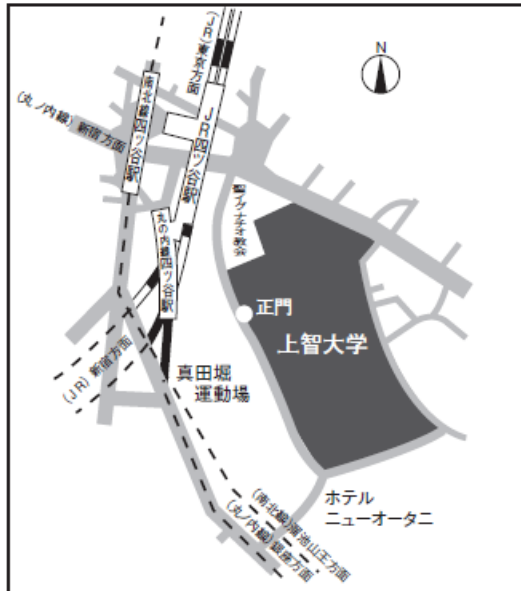 (JR)東京方面
N
南北線四ツ谷駅
JR四ツ谷駅
(丸ノ内線)新宿方面
聖イグナチオ教会
丸の内線四ツ谷駅
正門
上智大学
(JR)新宿方面
真田堀
運動場
ホテル
ニューオータニ
(南北線)溜池山王方面
(丸ノ内線)銀座方面